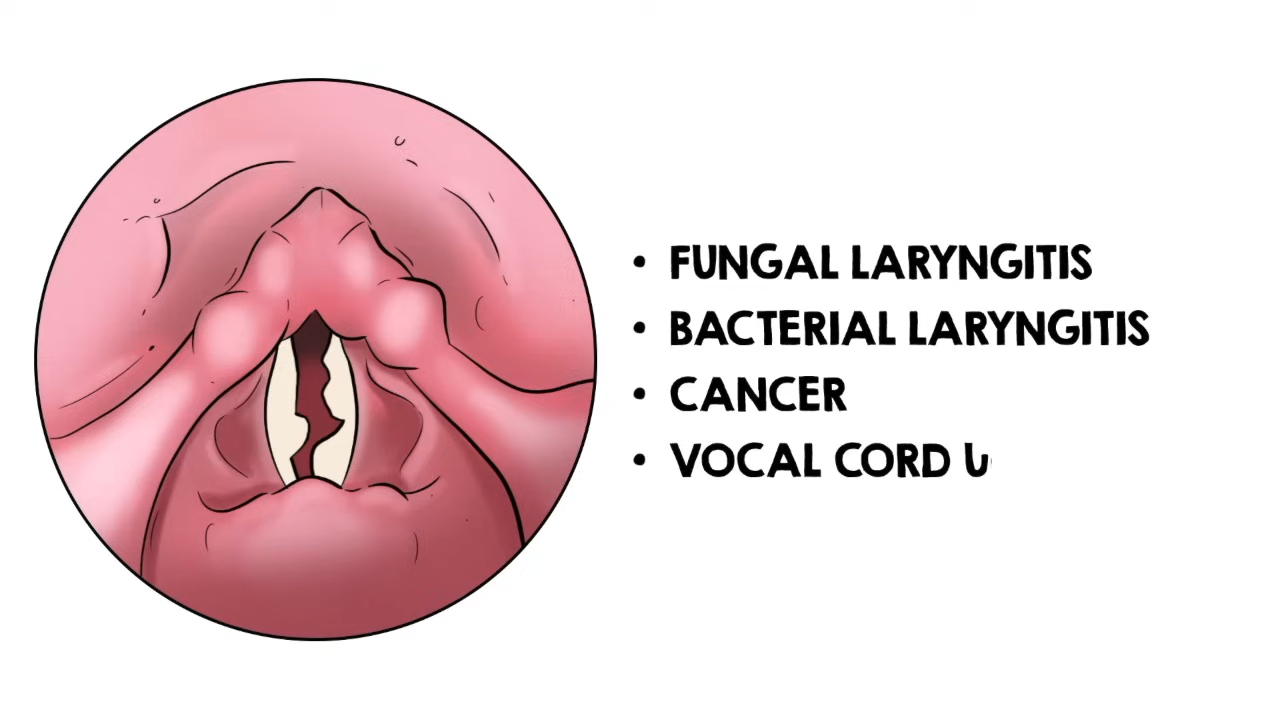 • FUNGAL LARYNGITIS
• BACTERIAL LARYNGITIS
• CANCER
• VOCAL CORD U